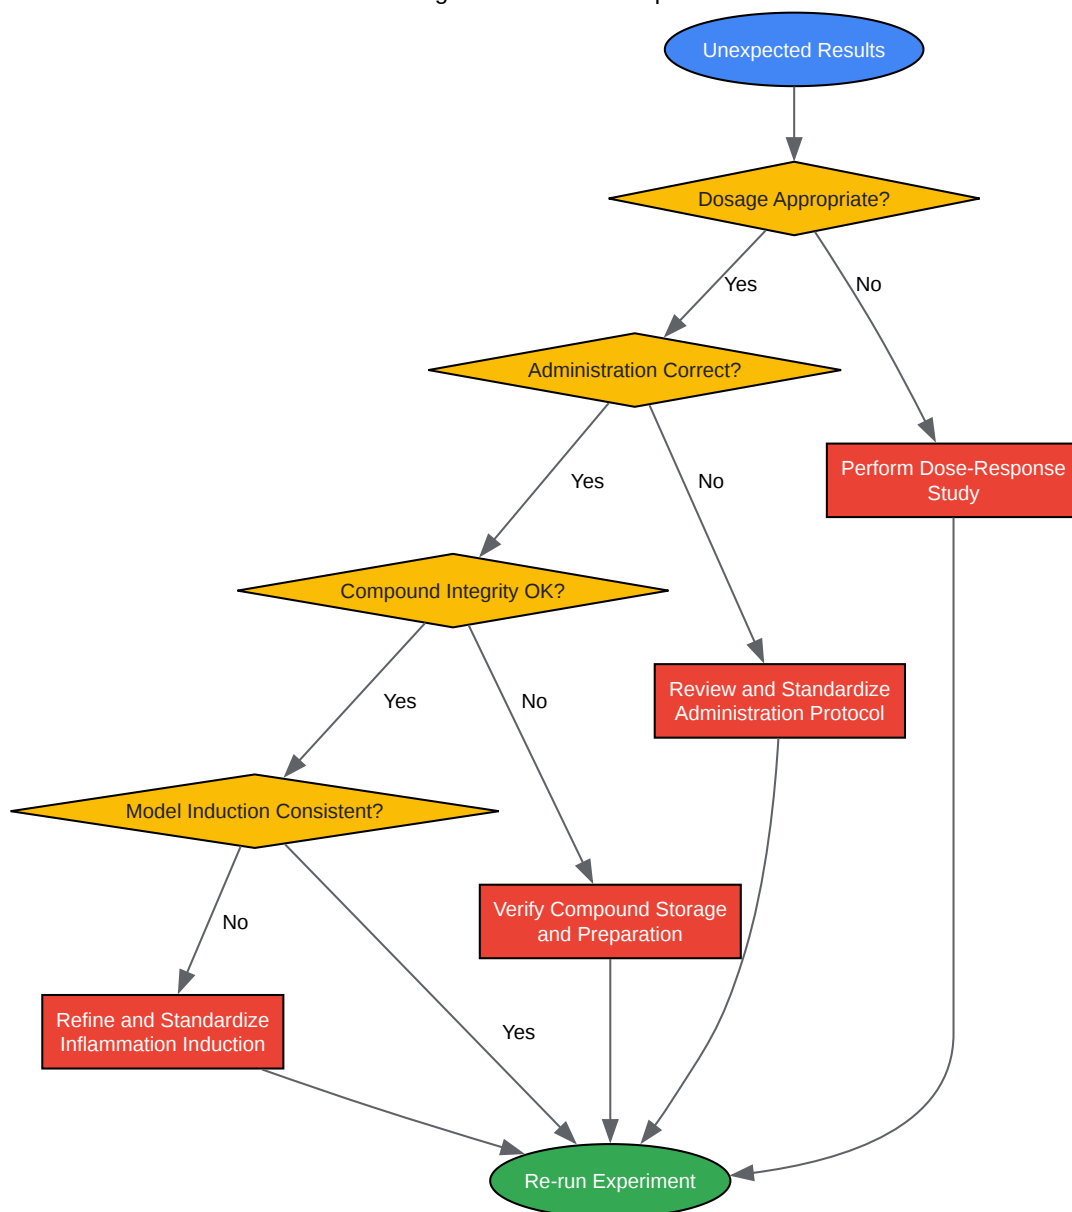 Unexpected Results
Dosage Appropriate?
Yes
No
Administration Correct?
Perform Dose-Response
Study
Yes
No
Compound Integrity OK?
Review and Standardize
Administration Protocol
Yes
No
Model Induction Consistent?
Verify Compound Storage
and Preparation
No
Refine and Standardize
Inflammation Induction
Yes
Re-run Experiment